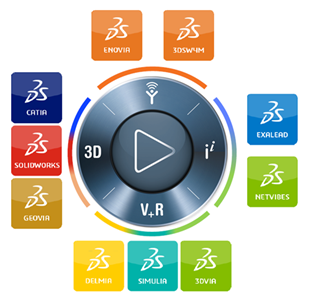 ENOVIA
3DSWYM
CATIA
SOLIDWORKS
GEOVIA
3D
V+R
i i
EXALEAD
NETVIBES
DELMIA
SIMULIA
3DVIA